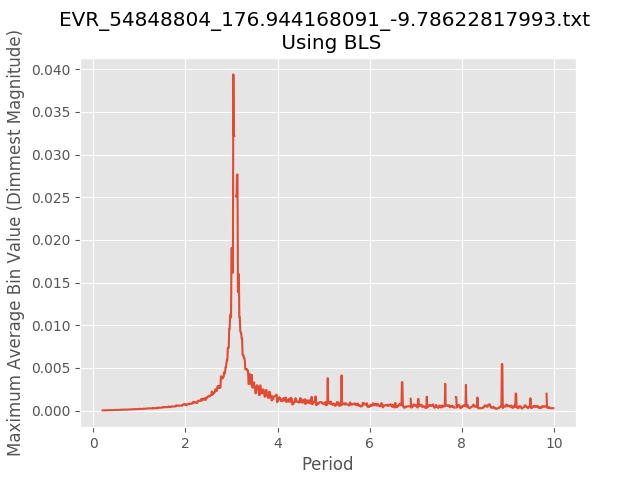 EVR_54848804_176.944168091_-9.78622817993.txt
Using BLS
Maximum Average Bin Value (Dimmest Magnitude)
0.040
0.035
0.030
0.025
0.020
0.015
0.010
0.005
0.000
0 2 4 6 8 10
Period